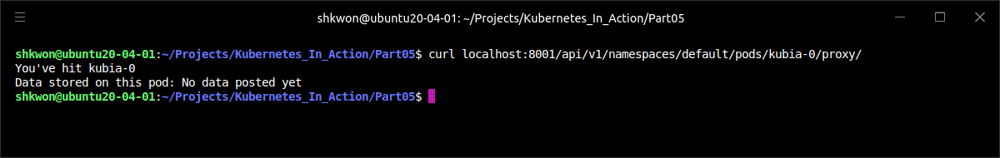 shkwon@ubuntu20-04-01: ~/Projects/Kubernetes_In_Action/Part05
shkwon@ubuntu20-04-01:~/Projects/Kubernetes_In_Action/Part05$ curl localhost:8001/api/v1/namespaces/default/pods/kubia-0/proxy/
You've hit kubia-0
Data stored on this pod: No data posted yet
shkwon@ubuntu20-04-01:~/Projects/Kubernetes_In_Action/Part05$